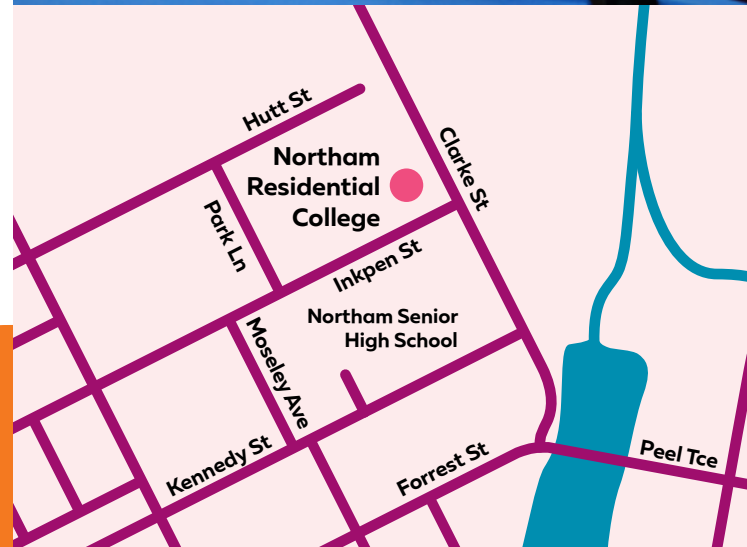 Hutt St
Northam
Residential
College
Clarke St
Park Ln
Inkpen St
Northam Senior
High School
Moseley Ave
Kennedy St
Forrest St
Peel Tce